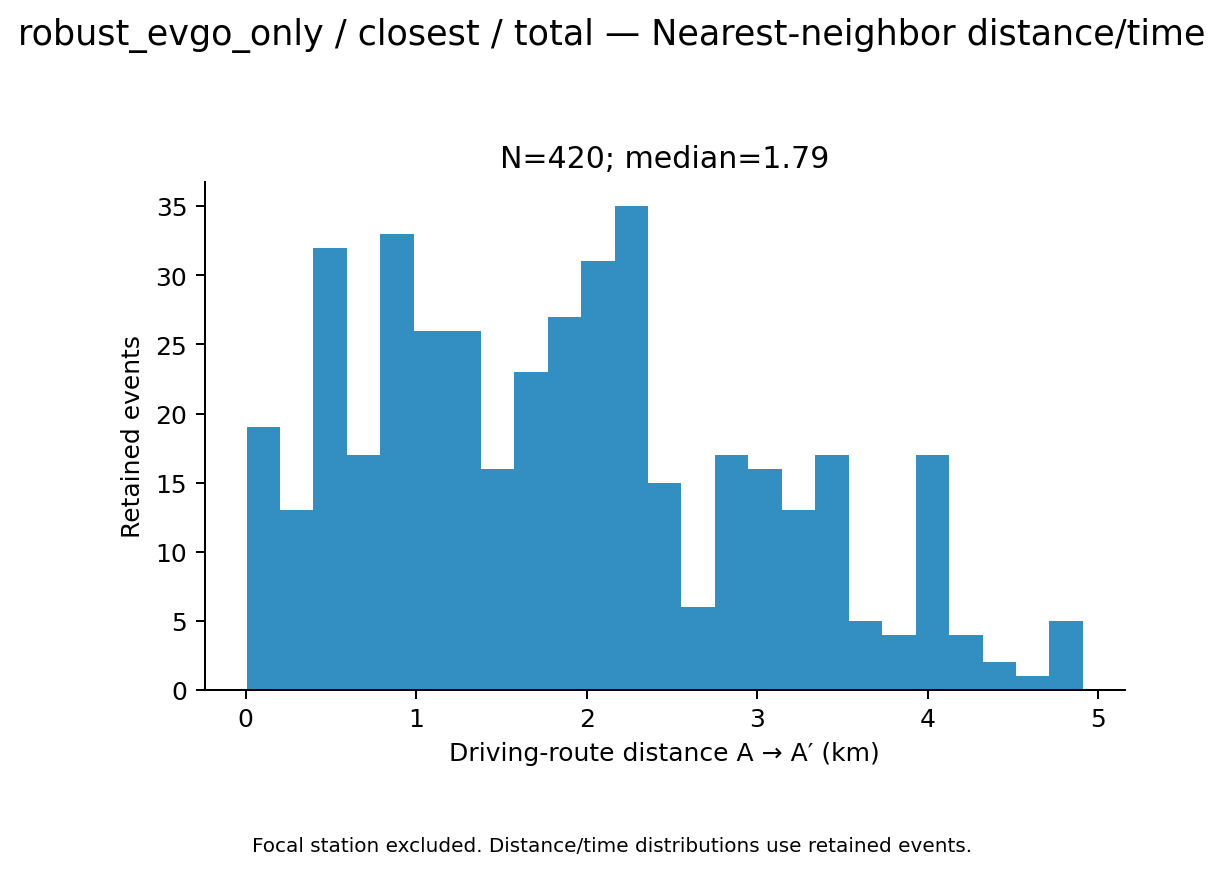 robust_evgo_only / closest / total — Nearest-neighbor distance/time
N=420; median=1.79
35
30
25
20
15
10
5
0
Retained events
0 1 2 3 4 5
Driving-route distance A → A′ (km)
Focal station excluded. Distance/time distributions use retained events.